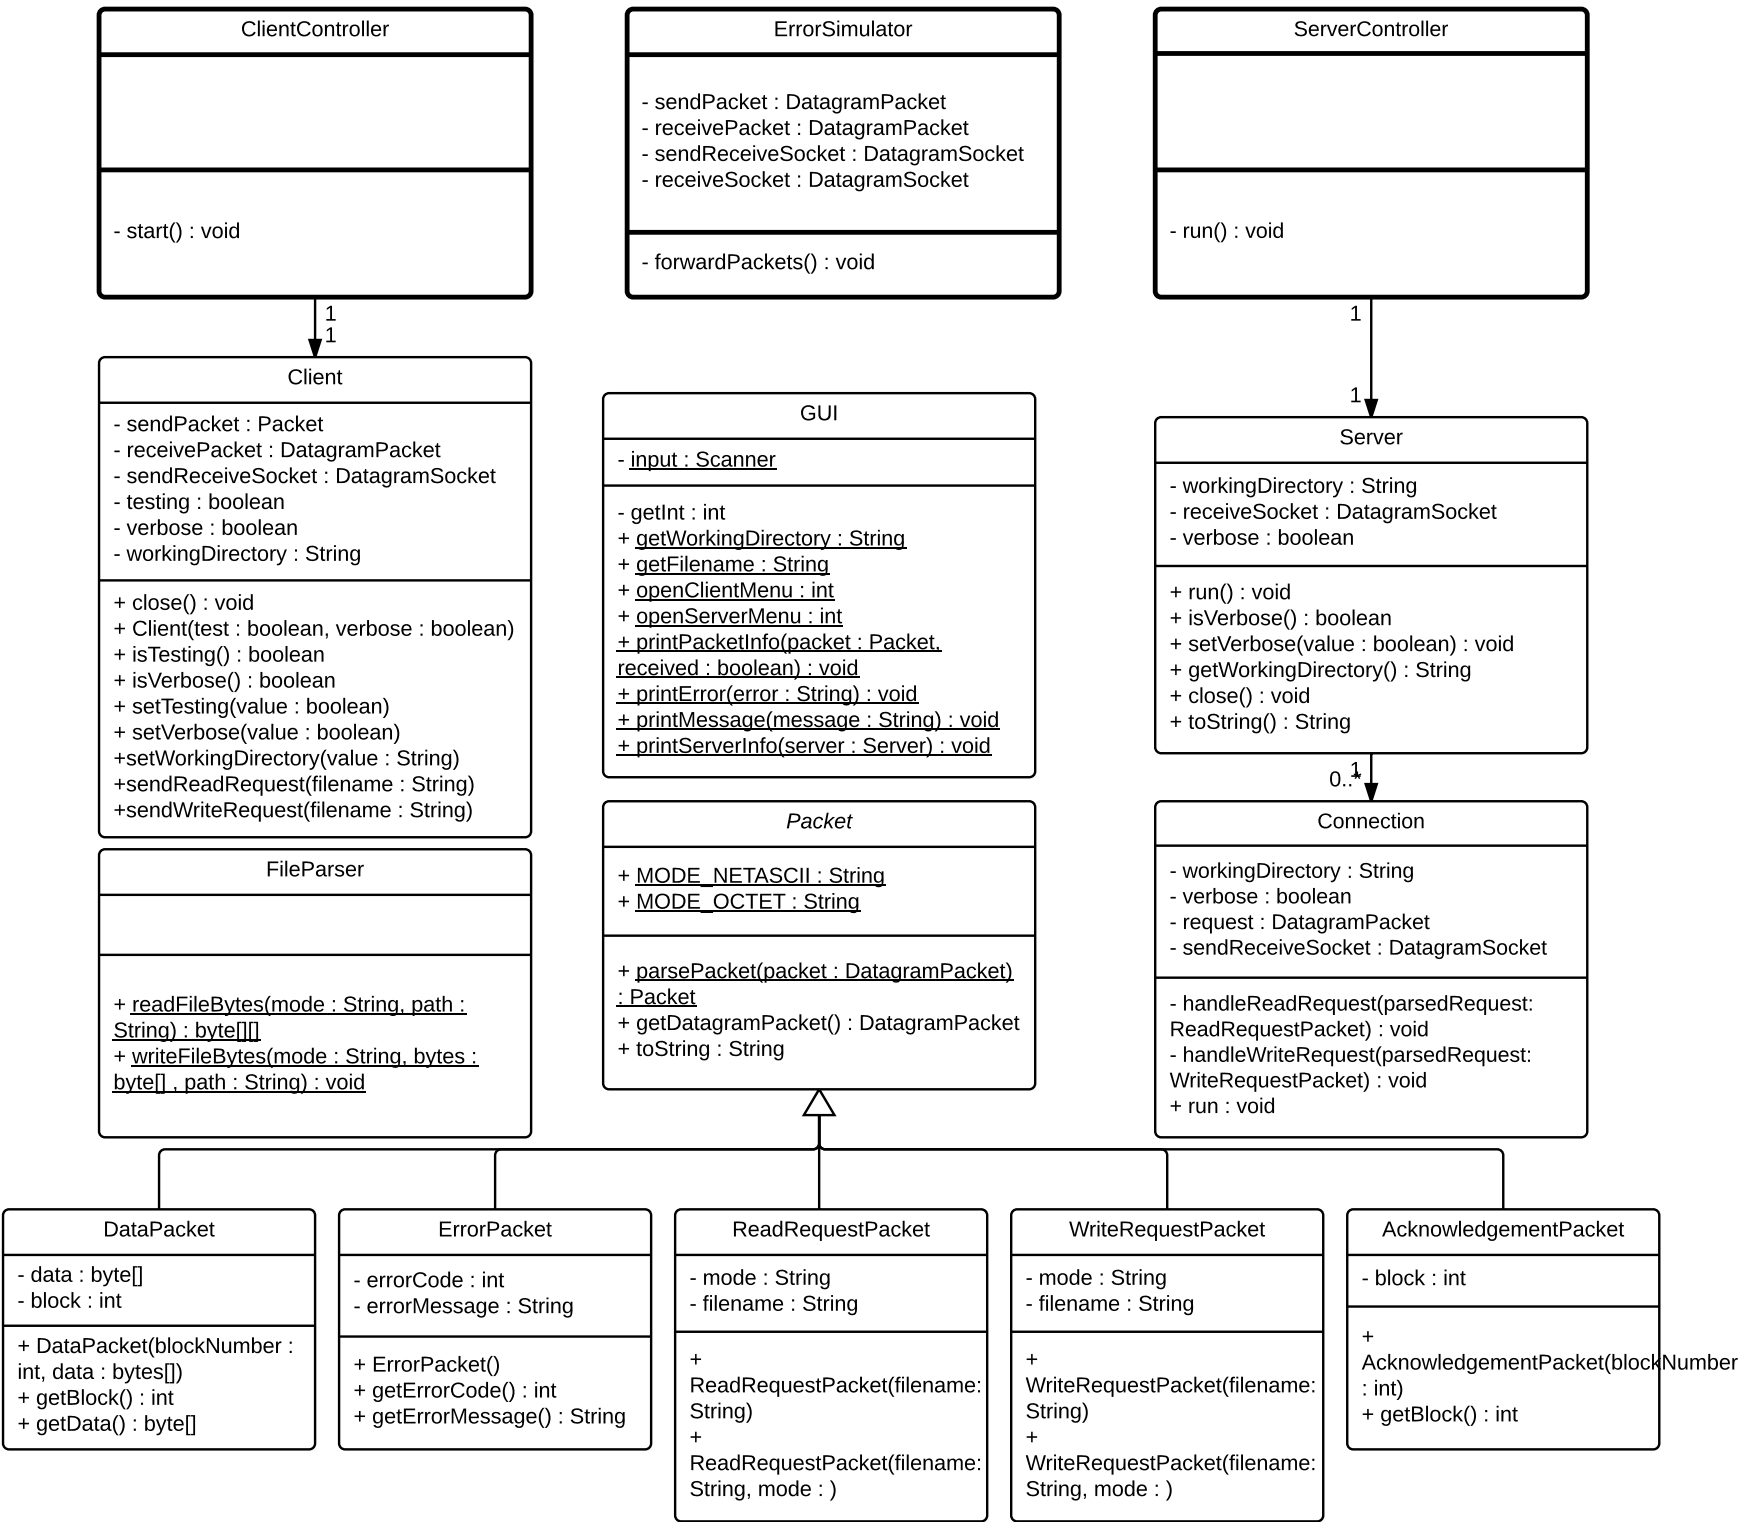 ClientController
- start() : void
1
1
ErrorSimulator
- sendPacket : DatagramPacket
- receivePacket : DatagramPacket
- sendReceiveSocket : DatagramSocket
- receiveSocket : DatagramSocket
- forwardPackets() : void
ServerController
- run() : void
1
1
Client
- sendPacket : Packet
- receivePacket : DatagramPacket
- sendReceiveSocket : DatagramSocket
- testing : boolean
- verbose : boolean
- workingDirectory : String
+ close() : void
+ Client(test : boolean, verbose : boolean)
+ isTesting() : boolean
+ isVerbose() : boolean
+ setTesting(value : boolean)
+ setVerbose(value : boolean)
+setWorkingDirectory(value : String)
+sendReadRequest(filename : String)
+sendWriteRequest(filename : String)
GUI
- input : Scanner
- getInt : int
+ getWorkingDirectory : String
+ getFilename : String
+ openClientMenu : int
+ openServerMenu : int
+ printPacketInfo(packet : Packet,
received : boolean) : void
+ printError(error : String) : void
+ printMessage(message : String) : void
+ printServerInfo(server : Server) : void
Server
- workingDirectory : String
- receiveSocket : DatagramSocket
- verbose : boolean
+ run() : void
+ isVerbose() : boolean
+ setVerbose(value : boolean) : void
+ getWorkingDirectory() : String
+ close() : void
+ toString() : String
1
0..*
FileParser
+ readFileBytes(mode : String, path :
String) : byte[][]
+ writeFileBytes(mode : String, bytes :
byte[] , path : String) : void
Packet
+ MODE_NETASCII : String
+ MODE_OCTET : String
+ parsePacket(packet : DatagramPacket)
: Packet
+ getDatagramPacket() : DatagramPacket
+ toString : String
Connection
- workingDirectory : String
- verbose : boolean
- request : DatagramPacket
- sendReceiveSocket : DatagramSocket
- handleReadRequest(parsedRequest:
ReadRequestPacket) : void
- handleWriteRequest(parsedRequest:
WriteRequestPacket) : void
+ run : void
DataPacket
- data : byte[]
- block : int
+ DataPacket(blockNumber :
int, data : bytes[])
+ getBlock() : int
+ getData() : byte[]
ErrorPacket
- errorCode : int
- errorMessage : String
+ ErrorPacket()
+ getErrorCode() : int
+ getErrorMessage() : String
ReadRequestPacket
- mode : String
- filename : String
+
ReadRequestPacket(filename:
String)
+
ReadRequestPacket(filename:
String, mode : )
WriteRequestPacket
- mode : String
- filename : String
+
WriteRequestPacket(filename:
String)
+
WriteRequestPacket(filename:
String, mode : )
AcknowledgementPacket
- block : int
+
AcknowledgementPacket(blockNumber
: int)
+ getBlock() : int